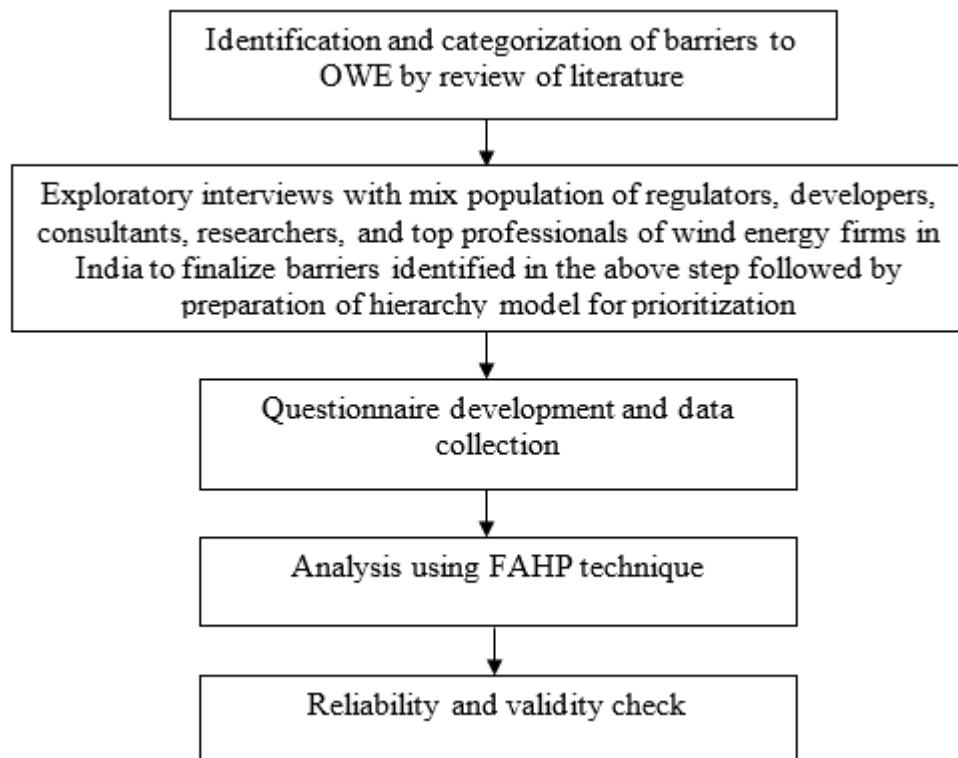 Identification and categorization of barriers to
OWE by review of literature
Exploratory interviews with mix population of regulators, developers,
consultants, researchers, and top professionals of wind energy firms in
India to finalize barriers identified in the above step followed by
preparation of hierarchy model for prioritization
Questionnaire development and data
collection
Analysis using FAHP technique
Reliability and validity check